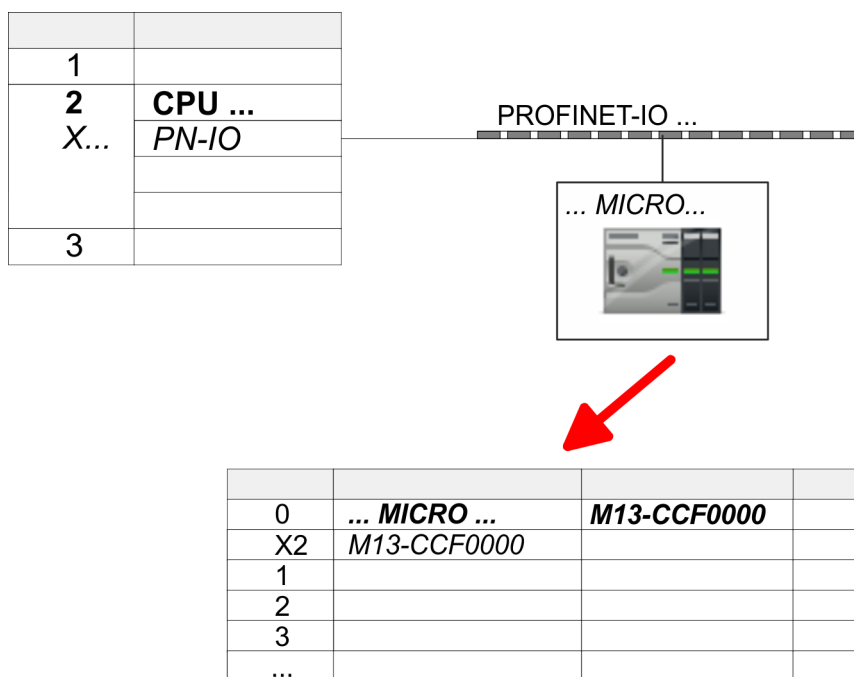 1
2 CPU ...
X... PN-IO
3
PROFINET-IO ...
... MICRO...
0 ... MICRO ... M13-CCF0000
X2 M13-CCF0000
1
2
3
...